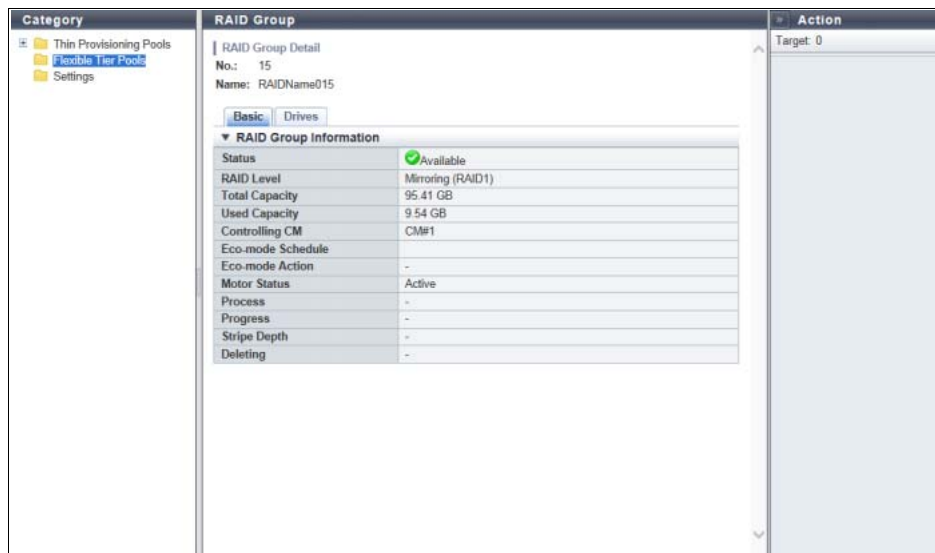 Category
Thin Provisioning Pools
Flexible Tier Pools
Settings
RAID Group
RAID Group Detail
No.: 15
Name: RAIDName015
Basic Drives
▼ RAID Group Information
Status Available
RAID Level Mirroring (RAID1)
Total Capacity 95.41 GB
Used Capacity 9.54 GB
Controlling CM CM#1
Eco-mode Schedule
Eco-mode Action -
Motor Status Active
Process -
Progress -
Stripe Depth -
Deleting -
» Action
Target: 0